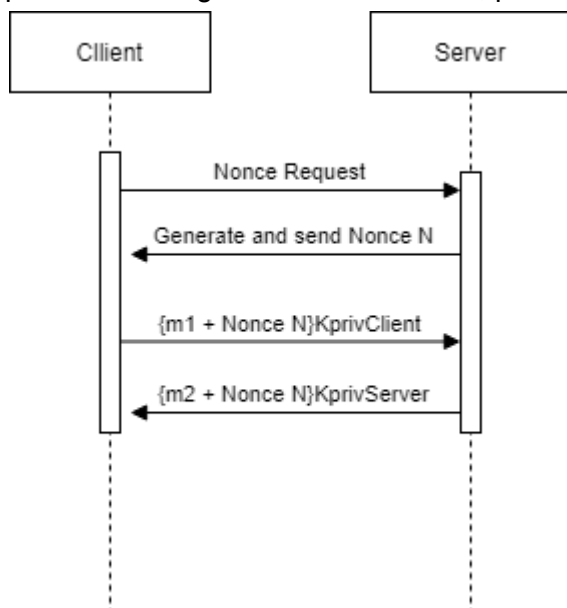 Cllient
Server
Nonce Request
Generate and send Nonce N
{m1 + Nonce N}KprivClient
{m2 + Nonce N}KprivServer